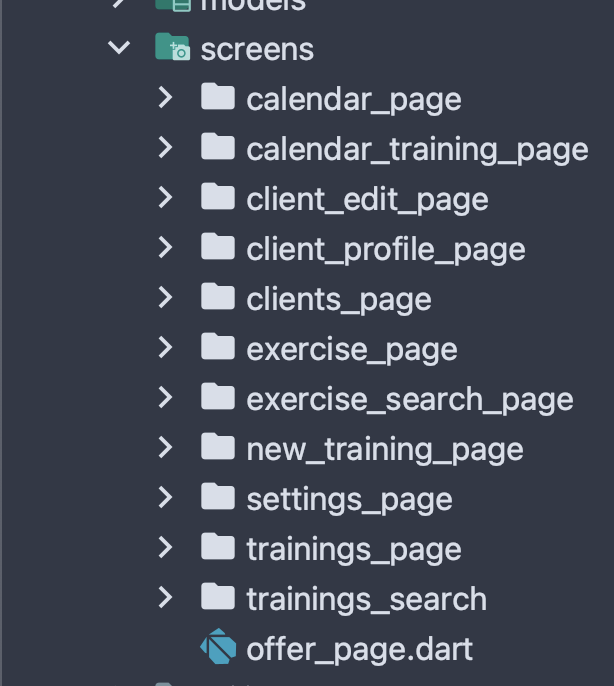 models
screens
calendar_page
calendar_training_page
client_edit_page
client_profile_page
clients_page
exercise_page
exercise_search_page
new_training_page
settings_page
trainings_page
trainings_search
offer_page.dart